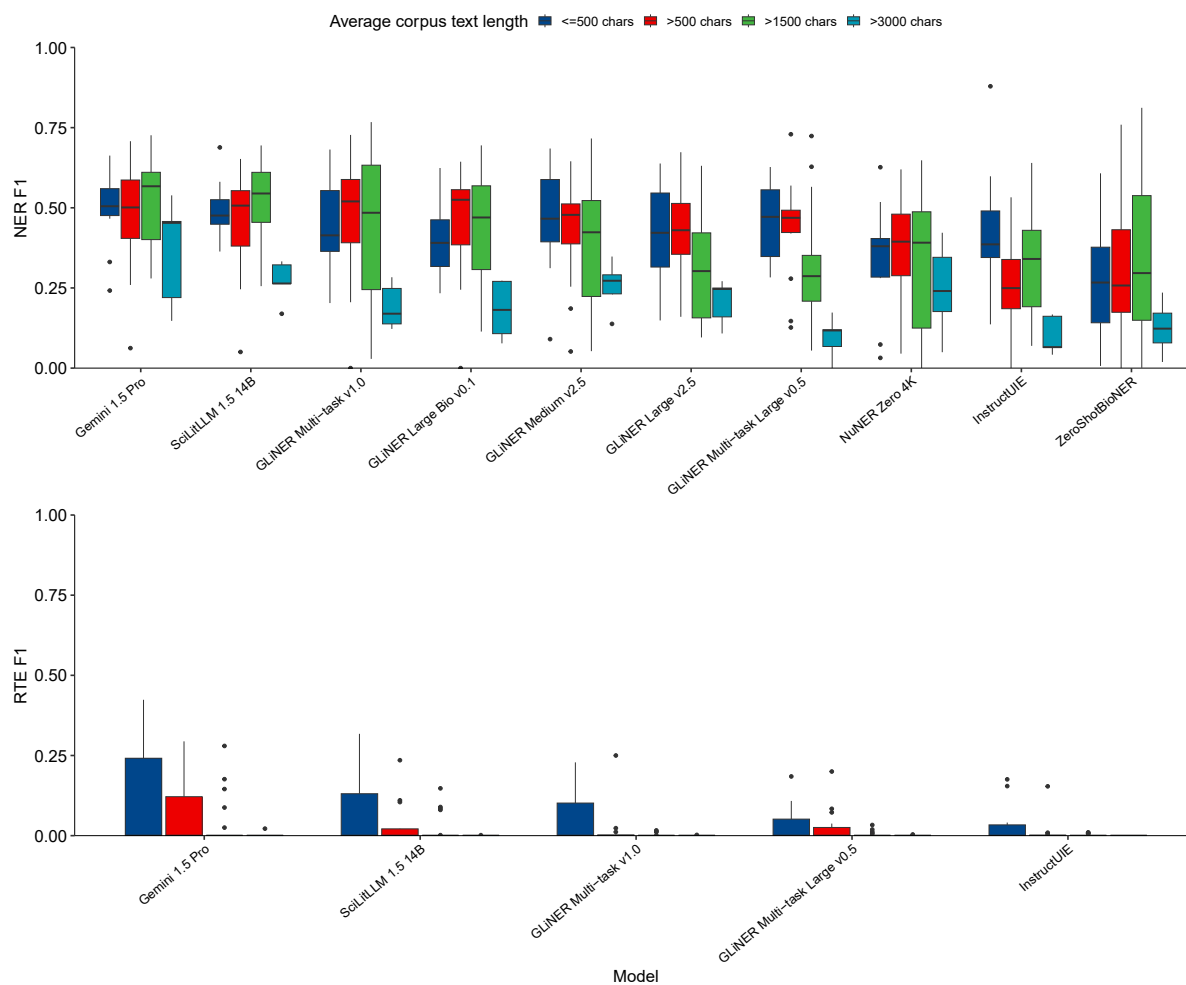 Average corpus text length <=500 chars >500 chars >1500 chars >3000 chars
NER F1
1.00
0.75
0.50
0.25
0.00
Gemini 1.5 Pro
SciLitLLM 1.5 14B
GLiNER Multi−task v1.0
GLiNER Large Bio v0.1
GLiNER Medium v2.5
GLiNER Large v2.5
GLiNER Multi−task Large v0.5
NuNER Zero 4K
InstructUIE
ZeroShotBioNER
RTE F1
1.00
0.75
0.50
0.25
0.00
Gemini 1.5 Pro
SciLitLLM 1.5 14B
GLiNER Multi−task v1.0
GLiNER Multi−task Large v0.5
InstructUIE
Model